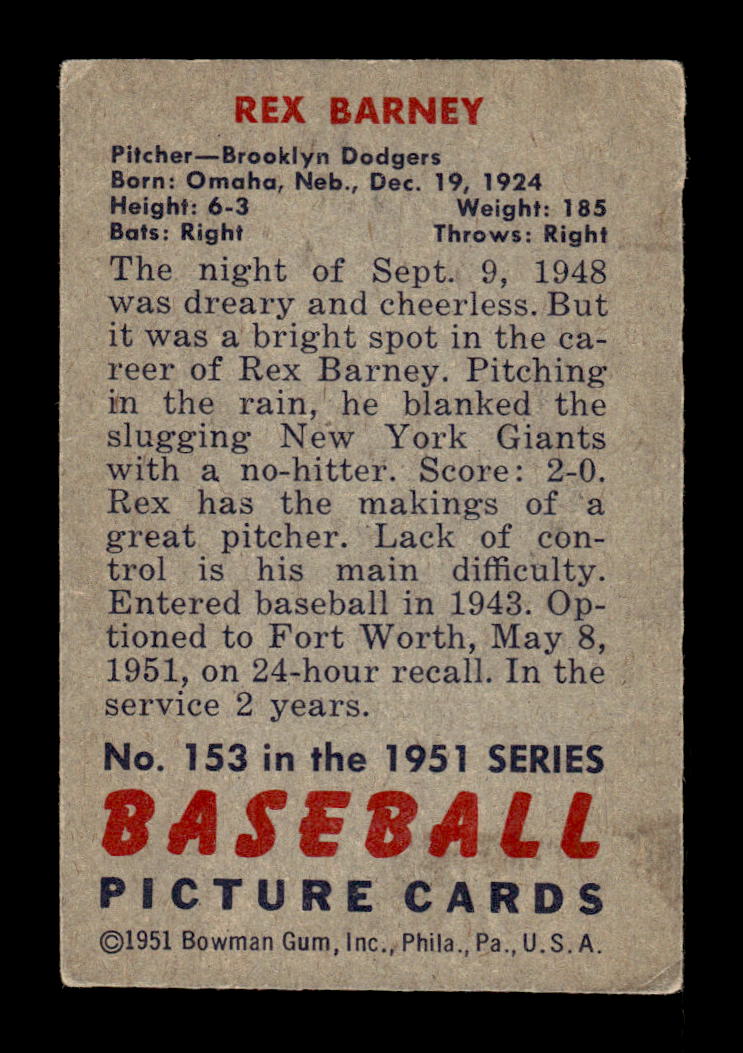 REX BARNEY
Pitcher—Brooklyn Dodgers
Born: Omaha, Neb., Dec. 19, 1924
Height: 6-3 Weight: 185
Bats: Right Throws: Right
The night of Sept. 9, 1948
was dreary and cheerless. But
it was a bright spot in the ca-
reer of Rex Barney. Pitching
in the rain, he blanked the
slugging New York Giants
with a no-hitter. Score: 2-0.
Rex has the makings of a
great pitcher. Lack of con-
trol is his main difficulty.
Entered baseball in 1943. Op-
tioned to Fort Worth, May 8,
1951, on 24-hour recall. In the
service 2 years.
No. 153 in the 1951 SERIES
BASEBALL
PICTURE CARDS
©1951 Bowman Gum, Inc., Phila., Pa., U.S.A.